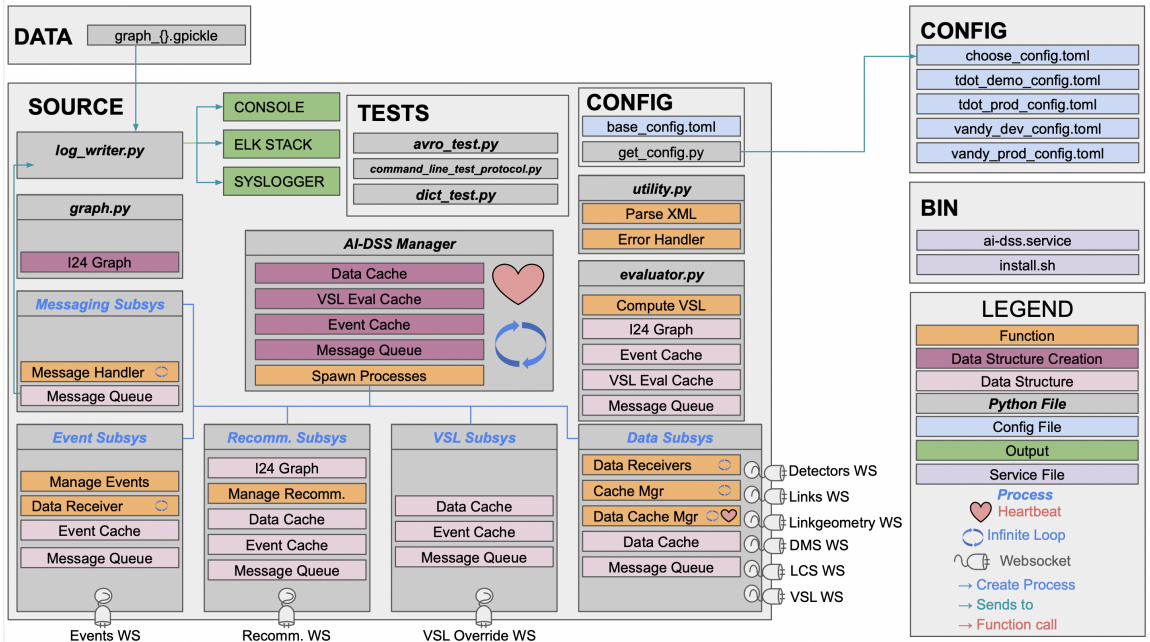 DATA
graph_{}.gpickle
SOURCE
log_writer.py
CONSOLE
ELK STACK
SYSLOGGER
graph.py
I24 Graph
TESTS
avro_test.py
command_line_test_protocol.py
dict_test.py
CONFIG
base_config.toml
get_config.py
utility.py
Parse XML
Error Handler
AI-DSS Manager
Data Cache
VSL Eval Cache
Event Cache
Message Queue
Spawn Processes
evaluator.py
Compute VSL
I24 Graph
Event Cache
VSL Eval Cache
Message Queue
Messaging Subsys
Message Handler
Message Queue
Event Subsys
Manage Events
Data Receiver
Event Cache
Message Queue
Events WS
Recomm. Subsys
I24 Graph
Manage Recomm.
Data Cache
Event Cache
Message Queue
Recomm. WS
VSL Subsys
Data Cache
Event Cache
Message Queue
VSL Override WS
Data Subsys
Data Receivers
Cache Mgr
Data Cache Mgr
Data Cache
Message Queue
Detectors WS
Links WS
Linkgeometry WS
DMS WS
LCS WS
VSL WS
CONFIG
choose_config.toml
tdot_demo_config.toml
tdot_prod_config.toml
vandy_dev_config.toml
vandy_prod_config.toml
BIN
ai-dss.service
install.sh
LEGEND
Function
Data Structure Creation
Data Structure
Python File
Config File
Output
Service File
Process
Heartbeat
Infinite Loop
Websocket
→ Create Process
→ Sends to
→ Function call